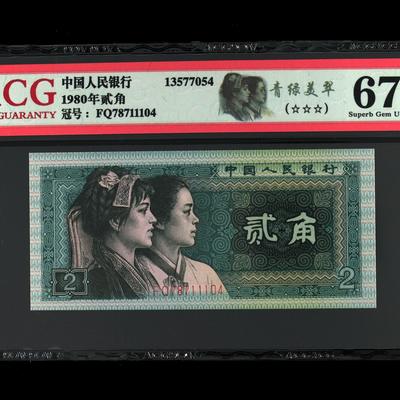 ACG
GUARANTY
中国人民银行
1980年贰角
冠号： FQ78711104
13577054
青绿美翠
(☆☆☆)
67
Superb Gem U
中国人民银行
贰角
2
FQ78711104
2